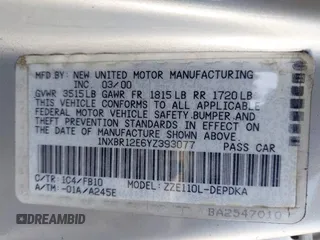 MFD. BY: NEW UNITED MOTOR MANUFACTURING
INC. 03/00
GVWR 3515LB GAWR FR 1815LB RR 1720LB
THIS VEHICLE CONFORMS TO ALL APPLICABLE
FEDERAL MOTOR VEHICLE SAFETY, BUMPER, AND
THEFT PREVENTION STANDARDS IN EFFECT ON
THE DATE OF MANUFACTURE SHOWN ABOVE.
1NXBR12E6YZ393077 PASS CAR
C/TR: 1C4/FB10 MODEL: ZZE110L-DEPDKA
A/TM: -01A/A245E
BA2547019
DREAMBID